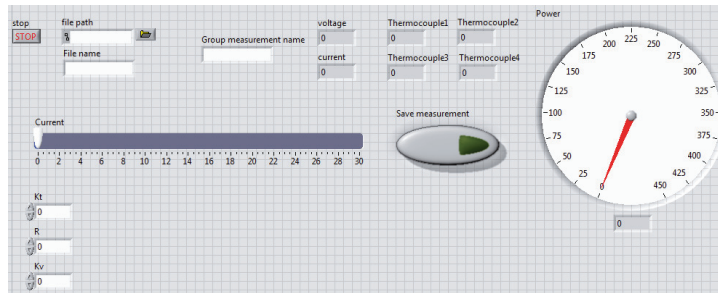 stop
STOP
file path
File name
Group measurement name
voltage
0
current
0
Thermocouple1
0
Thermocouple2
0
Thermocouple3
0
Thermocouple4
0
Power
0 25 50 75 100 125 150 175 200 225 250 275 300 325 350 375 400 425 450
0
Current
0 2 4 6 8 10 12 14 16 18 20 22 24 26 28 30
Save measurement
Kt
0
R
0
Kv
0